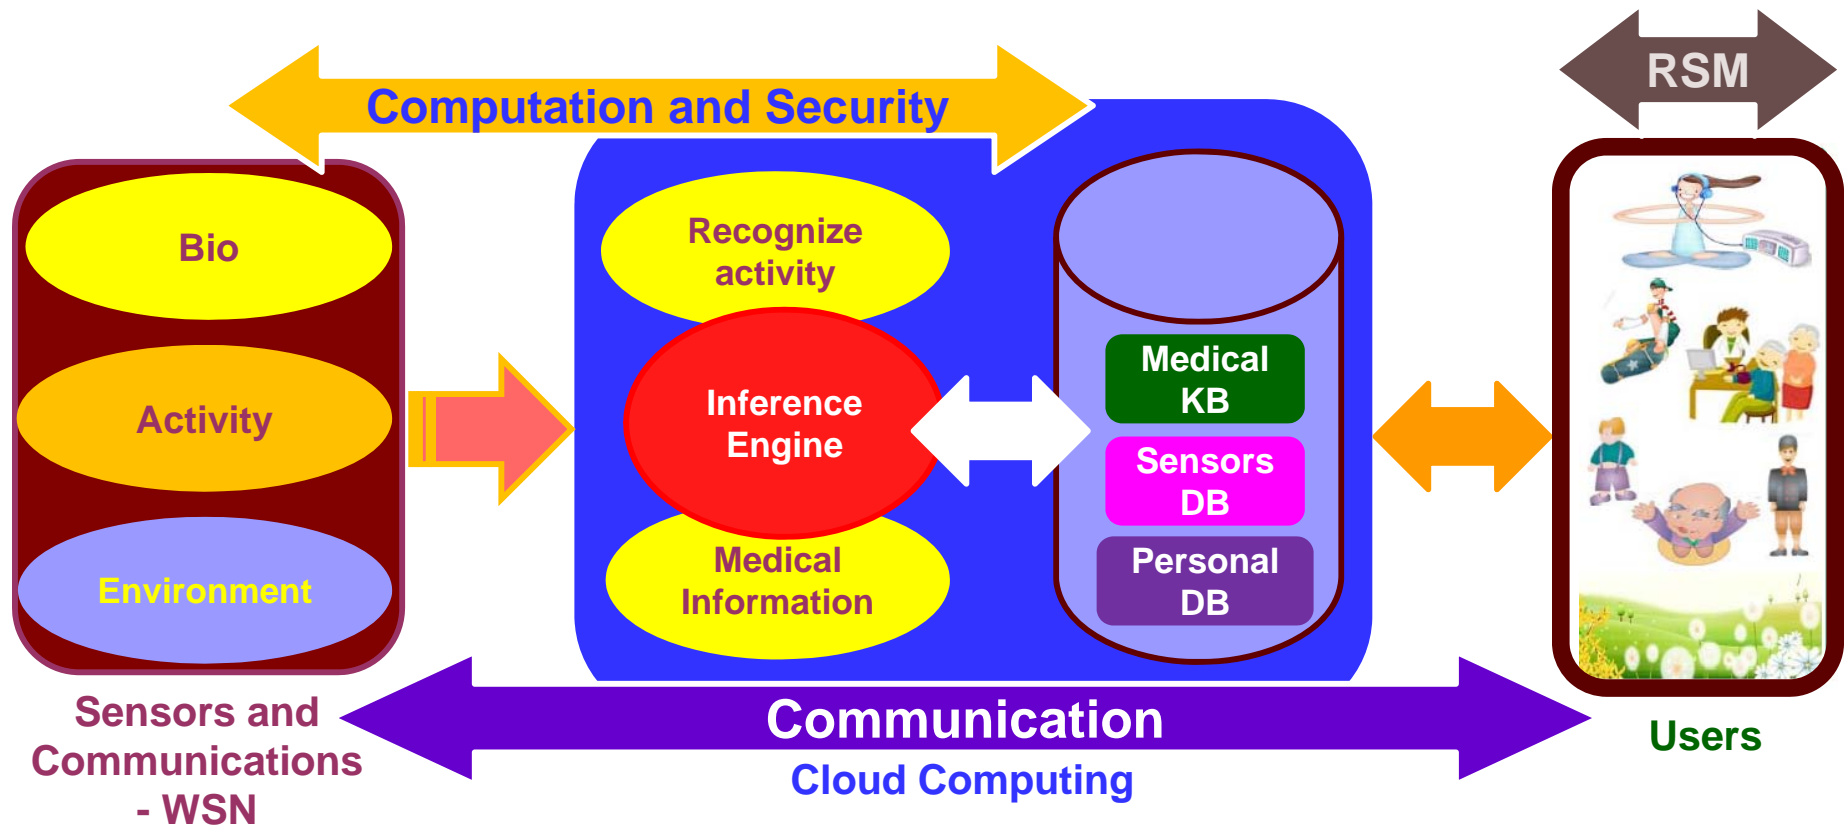 RSM
Computation and Security
Bio
Activity
Environment
Sensors and
Communications
- WSN
Recognize
activity
Inference
Engine
Medical
Information
Medical
KB
Sensors
DB
Personal
DB
Communication
Cloud Computing
Users